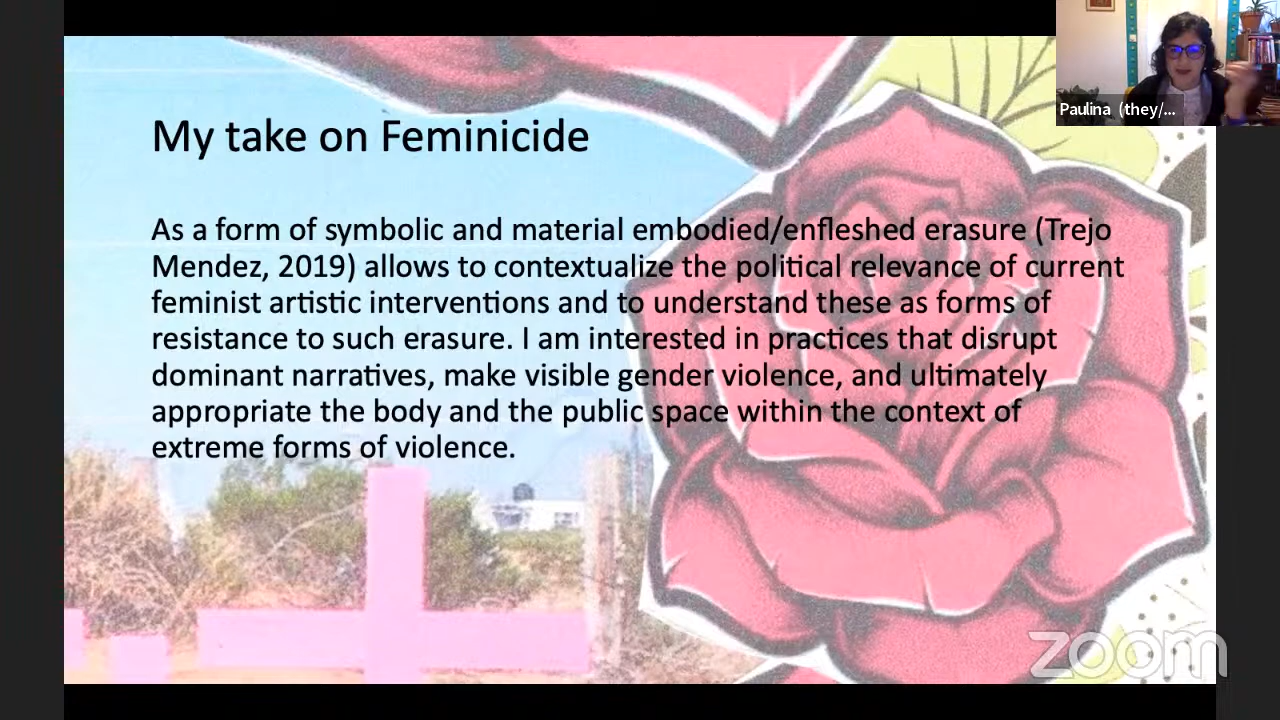 Paulina (they/...
My take on Feminicide
As a form of symbolic and material embodied/enfleshed erasure (Trejo
Mendez, 2019) allows to contextualize the political relevance of current
feminist artistic interventions and to understand these as forms of
resistance to such erasure. I am interested in practices that disrupt
dominant narratives, make visible gender violence, and ultimately
appropriate the body and the public space within the context of
extreme forms of violence.
zoom